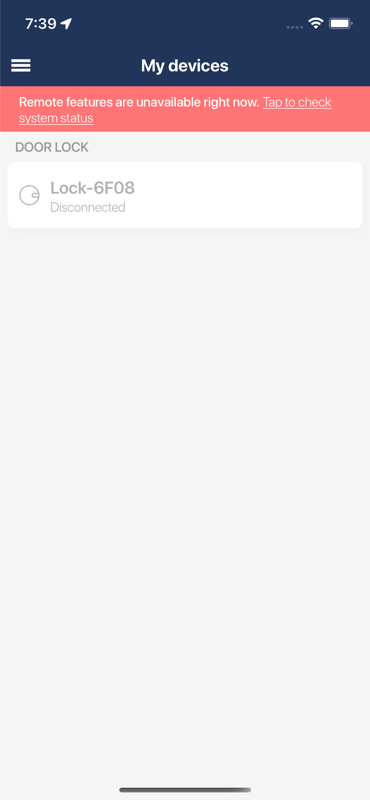 7:39
My devices
Remote features are unavailable right now. Tap to check
system status
DOOR LOCK
Lock-6F08
Disconnected